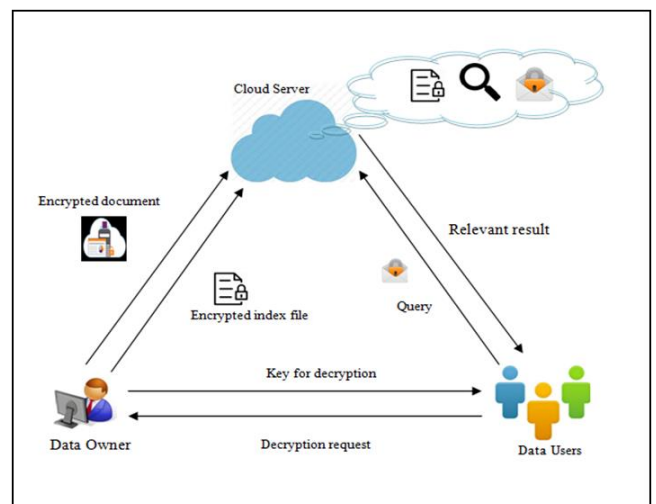 Cloud Server
Encrypted document
Relevant result
Encrypted index file
Query
Key for decryption
Data Owner
Decryption request
Data Users